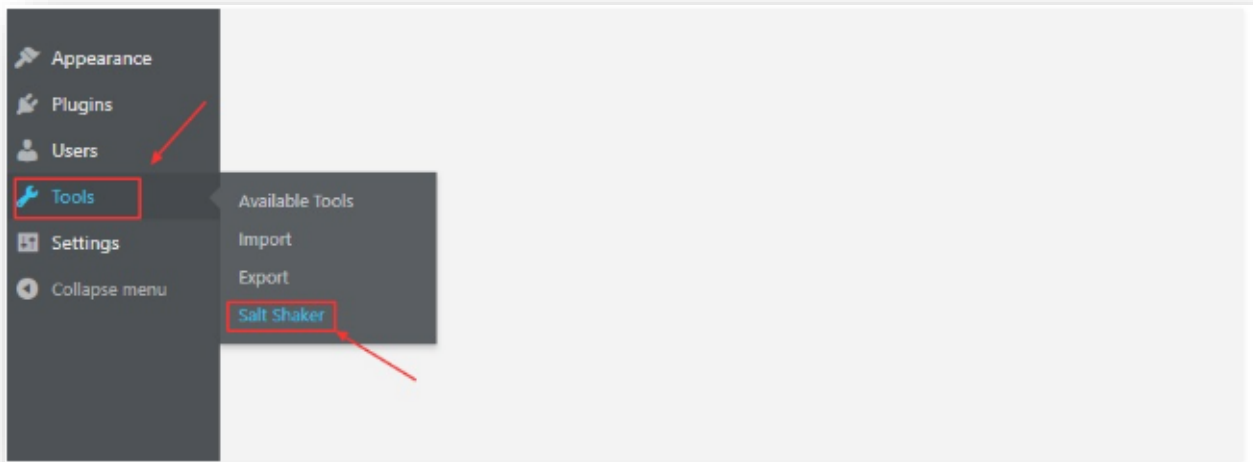 Appearance
Plugins
Users
Tools
Settings
Collapse menu
Available Tools
Import
Export
Salt Shaker